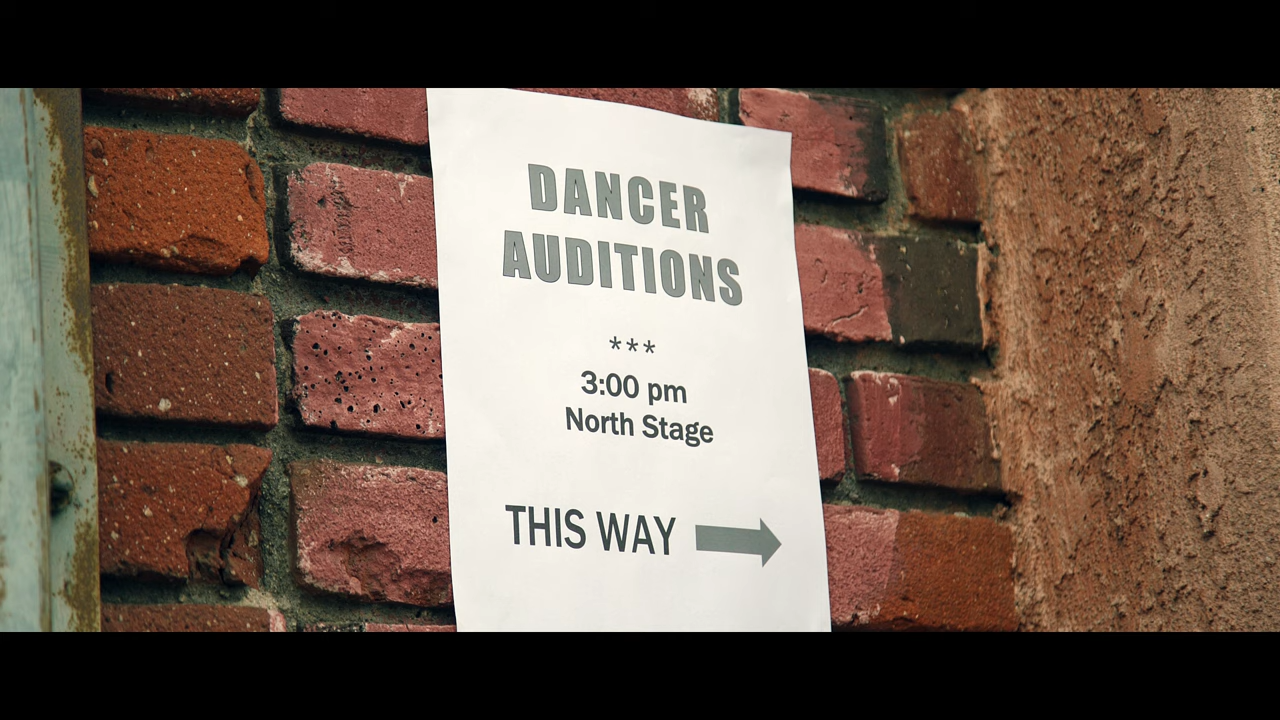 DANCER
AUDITIONS
***
3:00 pm
North Stage
THIS WAY